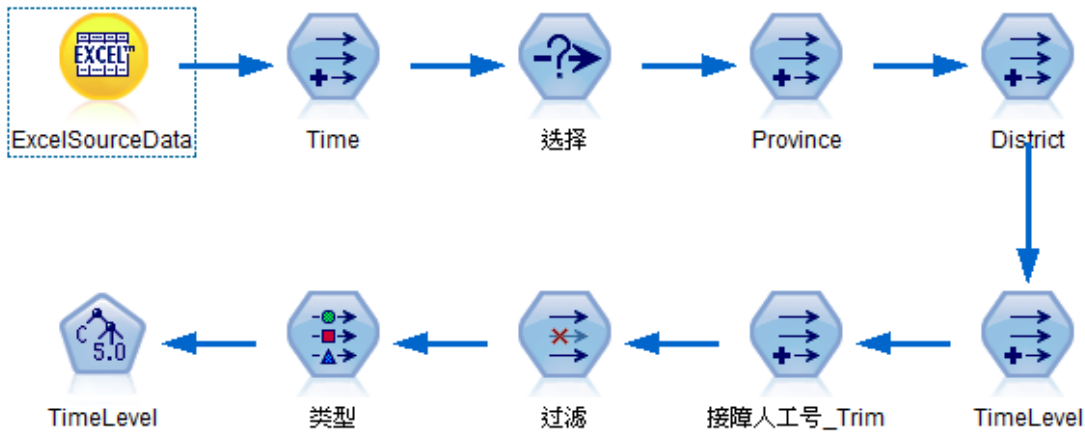 EXCEL™
ExcelSourceData
Time
选择
Province
District
C 5.0
TimeLevel
类型
过滤
接障人工号_Trim
TimeLevel